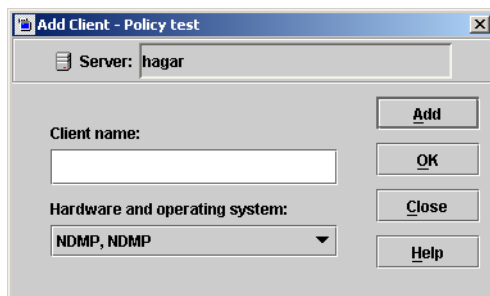 Add Client - Policy test
Server: hagar
Add
Client name:
OK
Hardware and operating system:
Close
NDMP, NDMP
Help